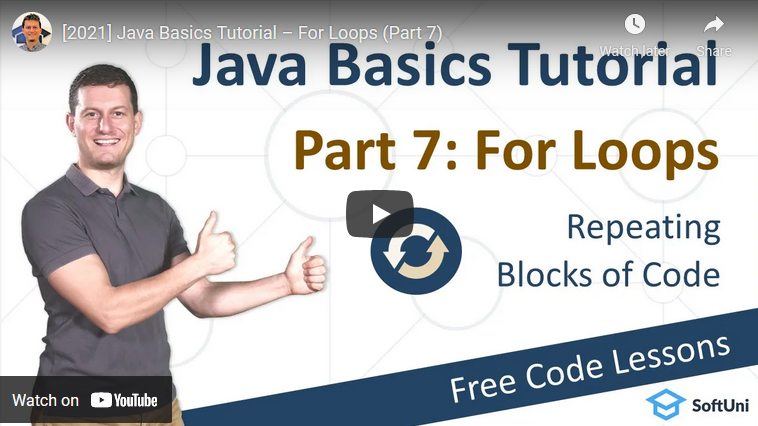 [2021] Java Basics Tutorial – For Loops (Part 7)
Watch later
Share
Java Basics Tutorial
Part 7: For Loops
Repeating
Blocks of Code
Free Code Lessons
Watch on YouTube
SoftUni